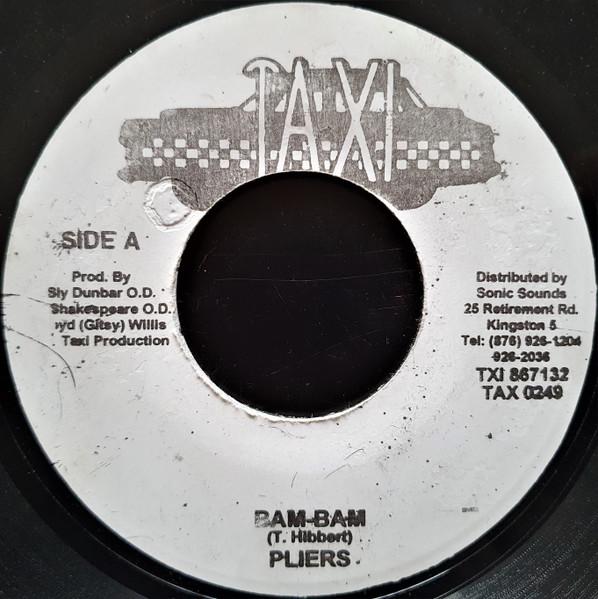 TAXI
SIDE A
Prod. By
Sly Dunbar O.D.
Shakespeare O.D.
(Gitsy) Willis
Taxi Production
Distributed by
Sonic Sounds
25 Retirement Rd.
Kingston 5
Tel: (876) 926-1204
926-2036
TXI 867132
TAX 0249
BAM-BAM
(T. Hibbert)
PLIERS